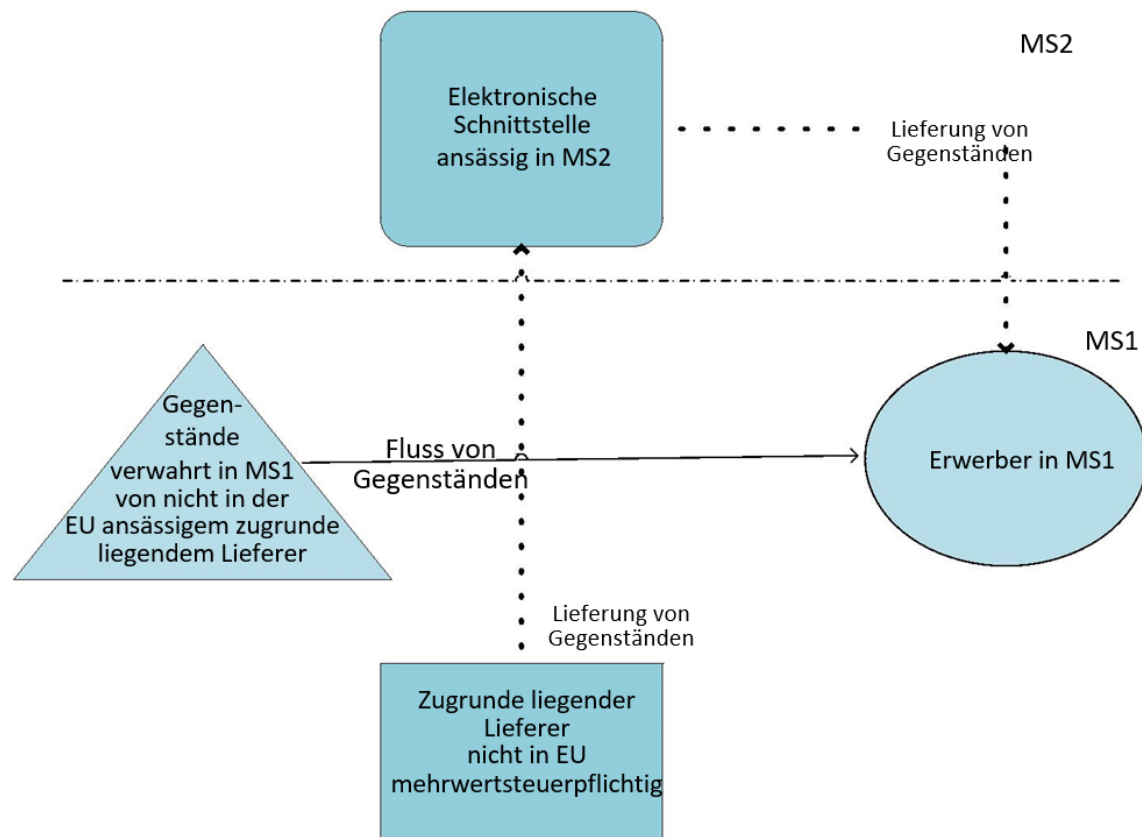 MS2
Elektronische
Schnittstelle
ansässig in MS2
Lieferung von
Gegenständen
MS1
Gegen-
stände
verwahrt in MS1
von nicht in der
EU ansässigem zugrunde
liegendem Lieferer
Fluss von
Gegenständen
Erwerber in MS1
Lieferung von
Gegenständen
Zugrunde liegender
Lieferer
nicht in EU
mehrwertsteuerpflichtig